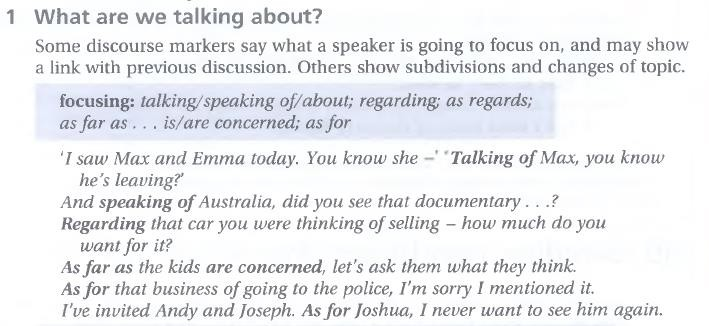 1 What are we talking about?
Some discourse markers say what a speaker is going to focus on, and may show
a link with previous discussion. Others show subdivisions and changes of topic.
focusing: talking/speaking of/about; regarding; as regards;
as far as . . . is/are concerned; as for
‘I saw Max and Emma today. You know she –’ ‘Talking of Max, you know
he’s leaving?’
And speaking of Australia, did you see that documentary . . .?
Regarding that car you were thinking of selling – how much do you
want for it?
As far as the kids are concerned, let’s ask them what they think.
As for that business of going to the police, I’m sorry I mentioned it.
I’ve invited Andy and Joseph. As for Joshua, I never want to see him again.